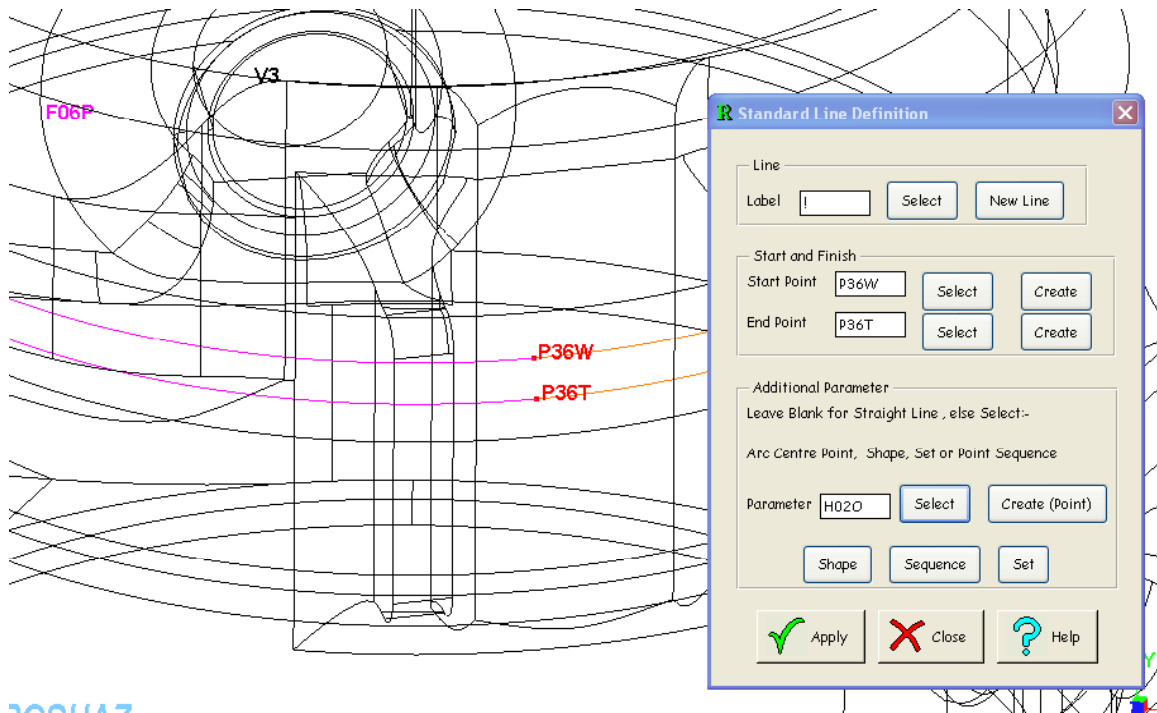 V3
F06P
P36W
P36T
R Standard Line Definition
Line
Label ! Select New Line
Start and Finish
Start Point P36W Select Create
End Point P36T Select Create
Additional Parameter
Leave Blank for Straight Line , else Select:-
Arc Centre Point, Shape, Set or Point Sequence
Parameter H02O Select Create (Point)
Shape Sequence Set
Apply Close ? Help
Y